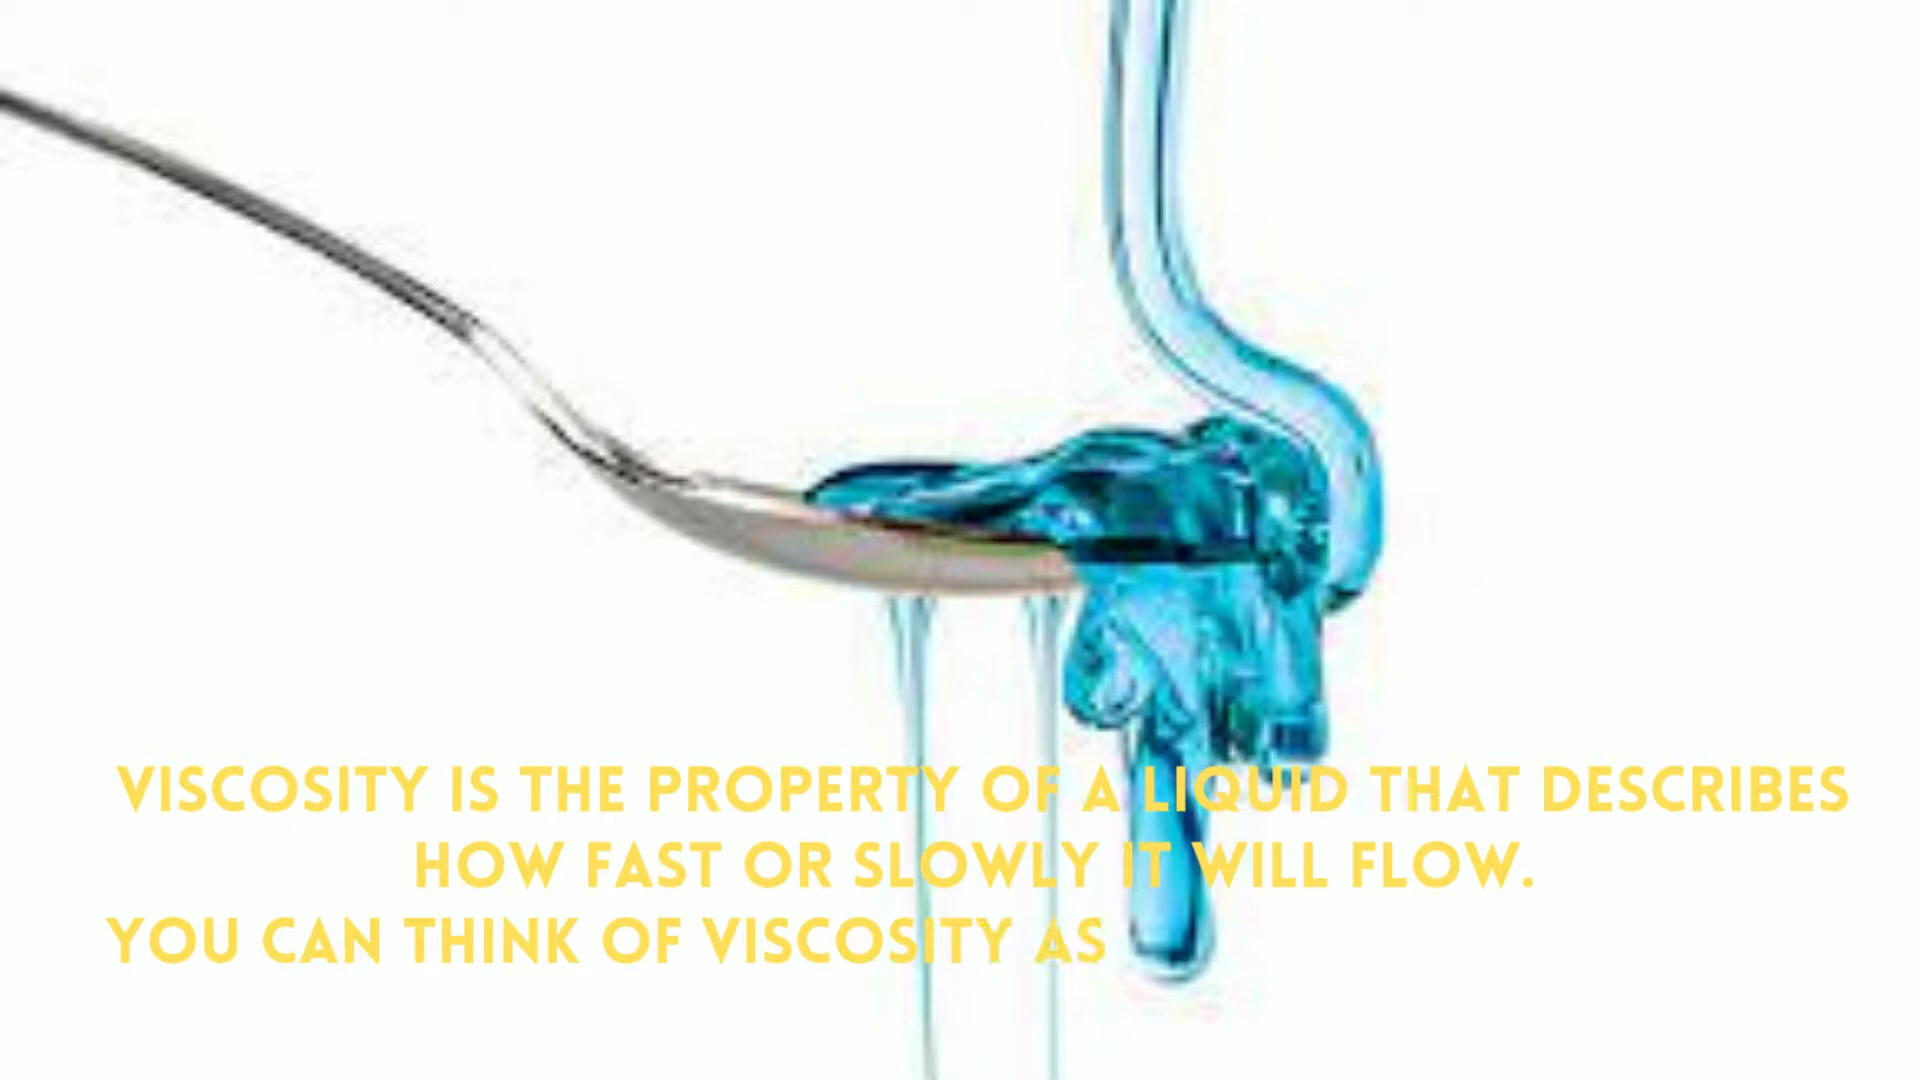 VISCOSITY IS THE PROPERTY OF A LIQUID THAT DESCRIBES
HOW FAST OR SLOWLY IT WILL FLOW.
YOU CAN THINK OF VISCOSITY AS